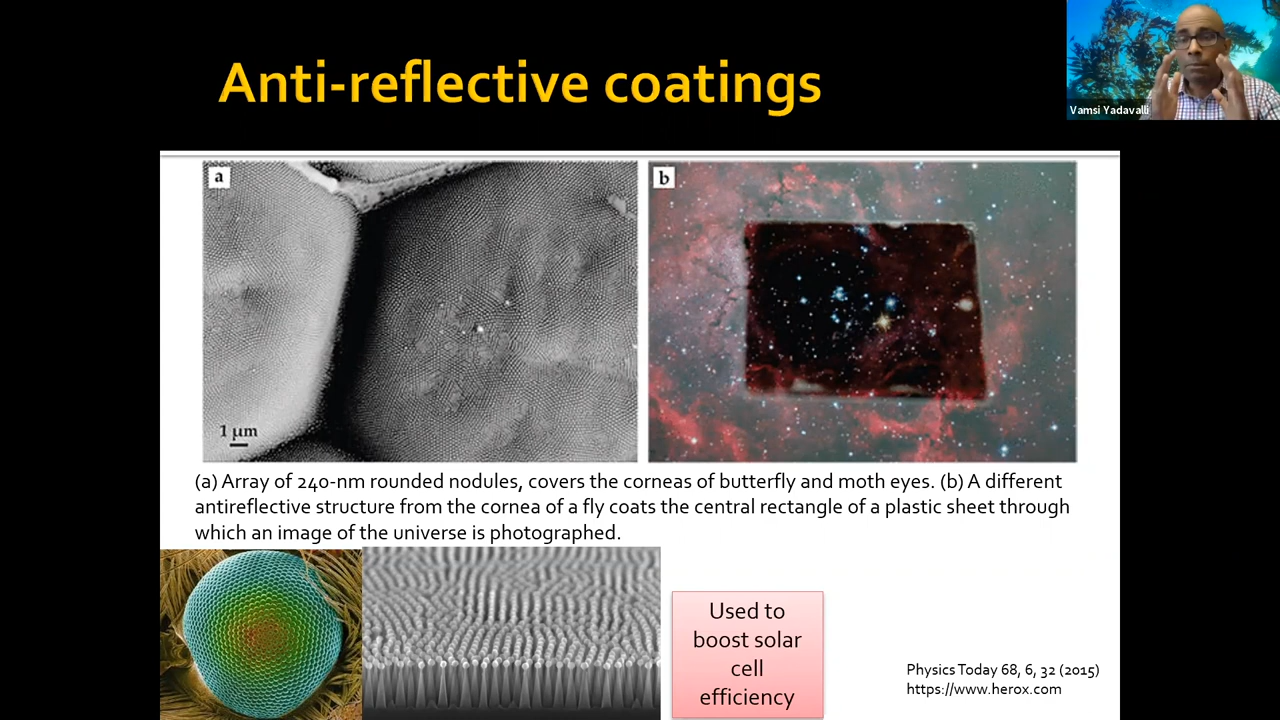 Anti-reflective coatings
Vamsi Yadavalli
a
b
1 µm
(a) Array of 240-nm rounded nodules, covers the corneas of butterfly and moth eyes. (b) A different
antireflective structure from the cornea of a fly coats the central rectangle of a plastic sheet through
which an image of the universe is photographed.
Used to
boost solar
cell
efficiency
Physics Today 68, 6, 32 (2015)
https://www.herox.com